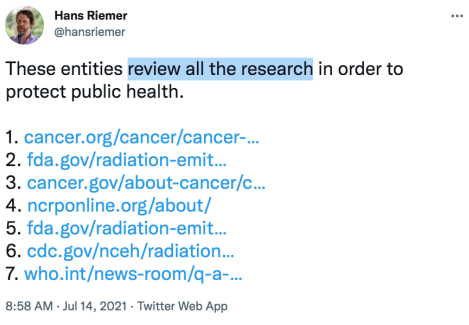 Hans Riemer
@hansriemer
These entities review all the research in order to
protect public health.
1. cancer.org/cancer/cancer-...
2. fda.gov/radiation-emit...
3. cancer.gov/about-cancer/c...
4. ncrponline.org/about/
5. fda.gov/radiation-emit...
6. cdc.gov/nceh/radiation...
7. who.int/news-room/q-a-...
8:58 AM · Jul 14, 2021 · Twitter Web App